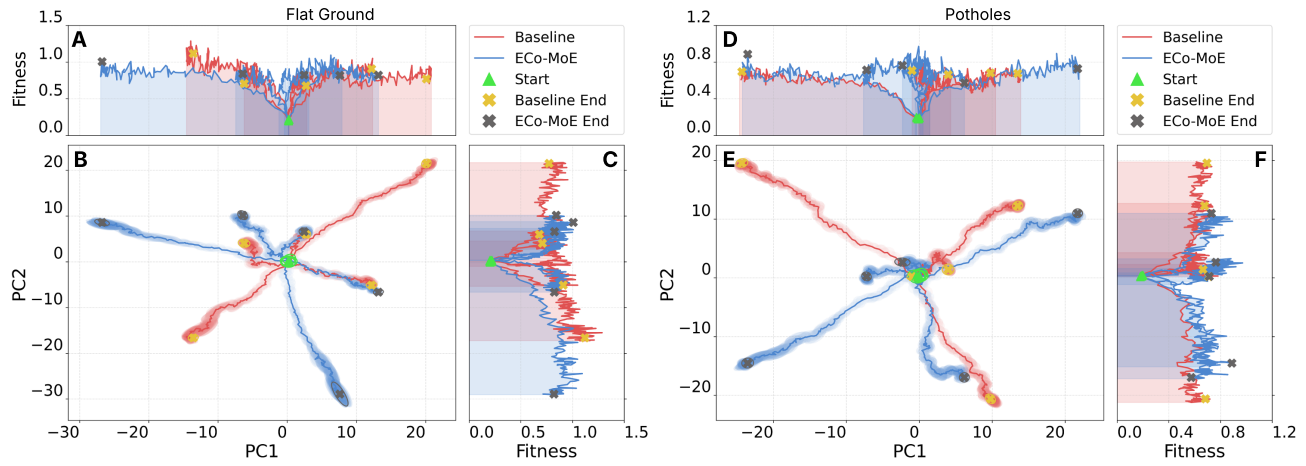 Flat Ground
A
Fitness
1.5
1.0
0.5
0.0
Baseline
ECo-MoE
Start
Baseline End
ECo-MoE End
B
PC2
20
10
0
−10
−20
−30
−30
−20
−10
0
10
20
PC1
C
0.0
0.5
1.0
1.5
Fitness
Potholes
D
Fitness
1.2
0.8
0.4
0.0
Baseline
ECo-MoE
Start
Baseline End
ECo-MoE End
E
PC2
20
10
0
−10
−20
−20
−10
0
10
20
PC1
F
0.0
0.4
0.8
1.2
Fitness